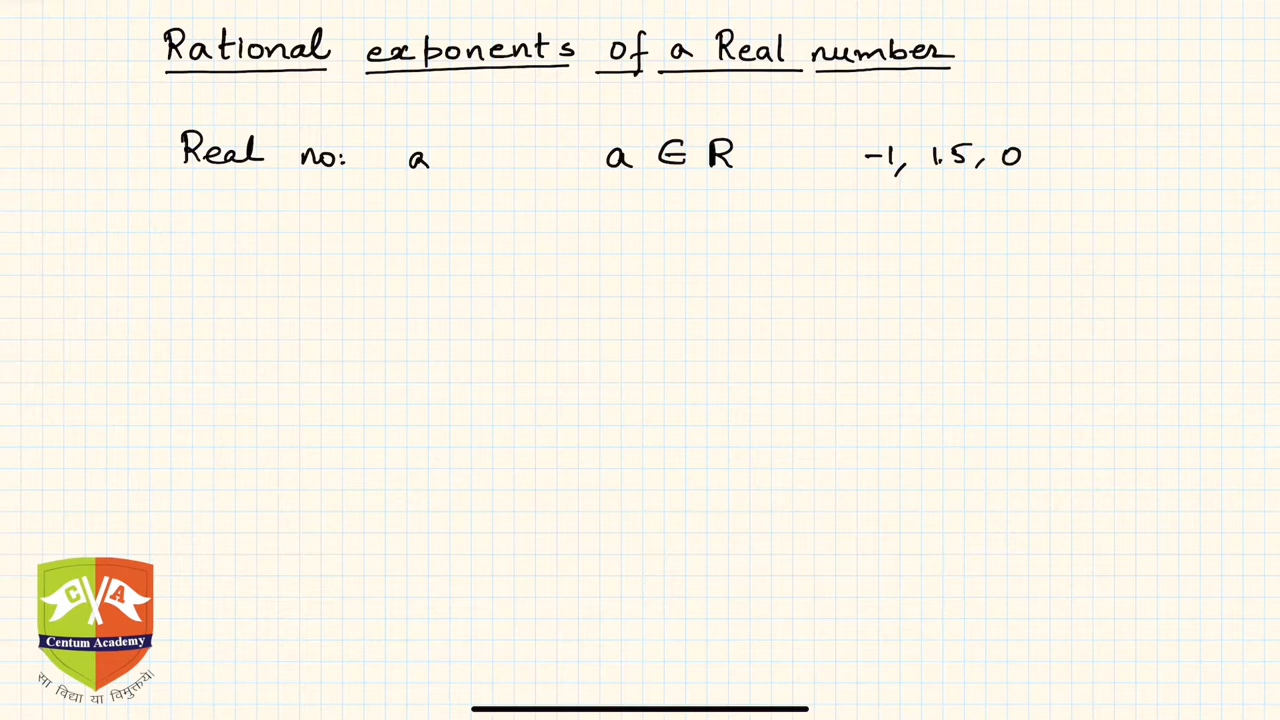 Rational exponents of a Real number
Real no: a a ∈ R -1, 1.5, 0
C A
Centum Academy
सा विद्या या विमुक्तये।